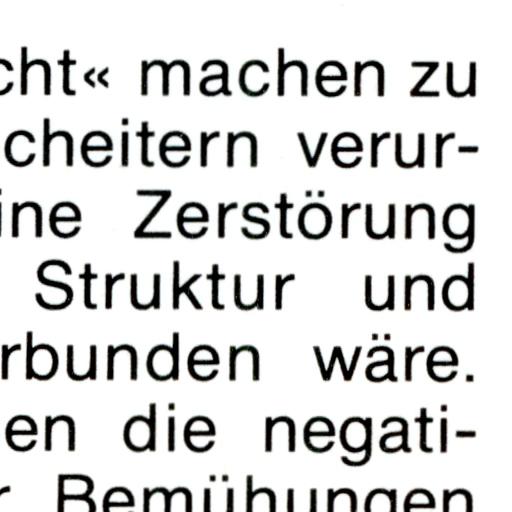 cht« machen zu
cheitern verur-
ine Zerstörung
Struktur und
rbunden wäre.
en die negati-
r Bemühungen